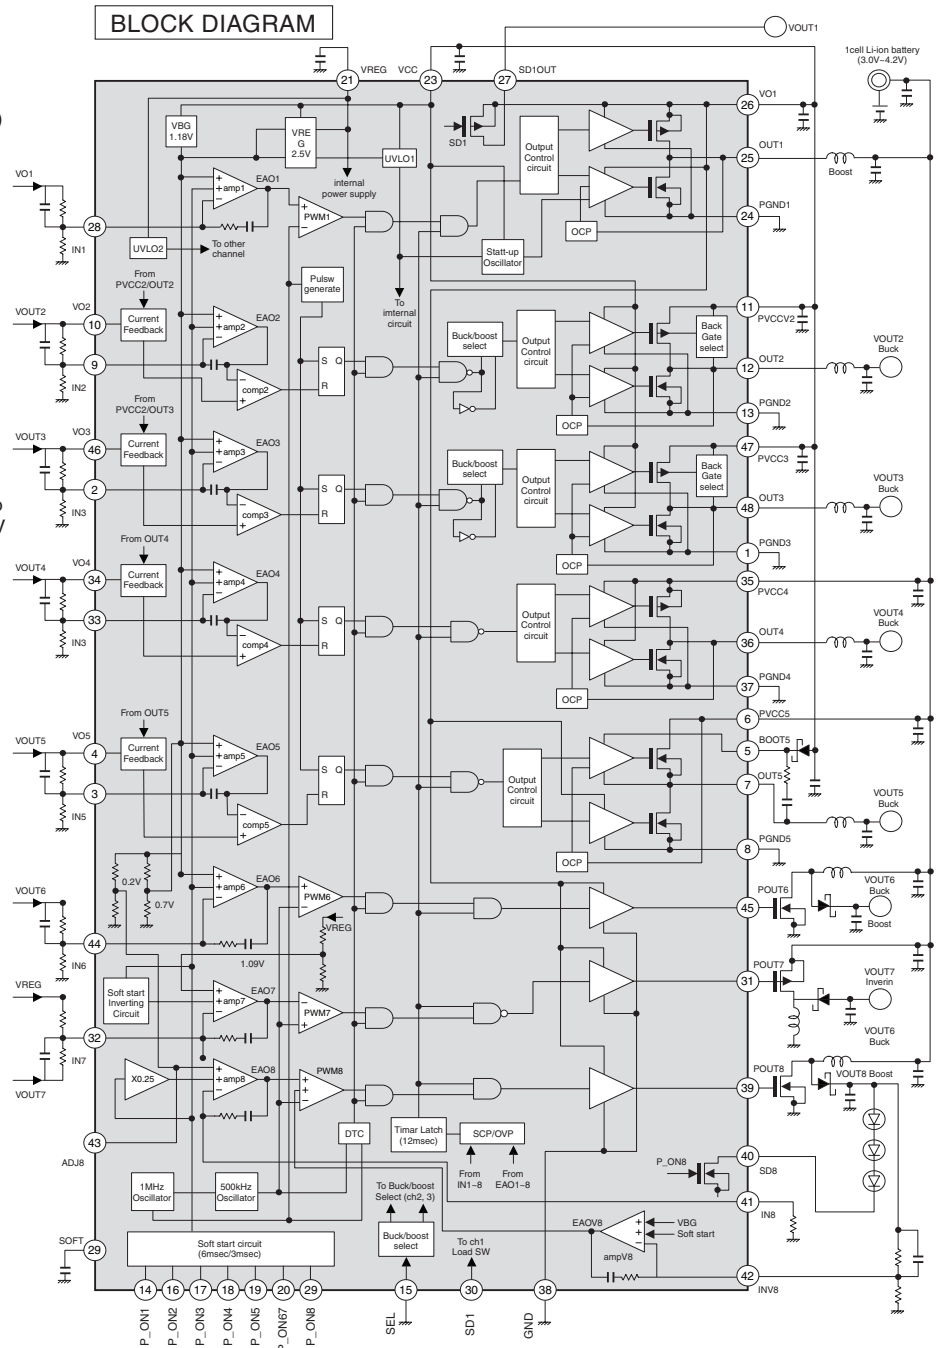 BLOCK DIAGRAM
VOUT1
1cell Li-ion battery
(3.0V~4.2V)
21
VREG
VCC
23
27
SD1OUT
26
VO1
VBG
1.18V
VRE
G
2.5V
UVLO1
SD1
Output
Control
circuit
25
OUT1
Boost
VO1
EAO1
amp1
internal
power supply
PWM1
24
PGND1
OCP
28
IN1
UVLO2
To other
channel
Statt-up
Oscillator
From
PVCC2/OUT2
Pulsw
generate
To
imternal
circuit
VOUT2
VO2
10
Current
Feedback
EAO2
amp2
Buck/boost
select
Output
Control
circuit
Back
Gate
select
11
PVCCV2
VOUT2
Buck
9
IN2
comp2
S Q
R
12
OUT2
13
PGND2
OCP
From
PVCC2/OUT3
VOUT3
VO3
46
Current
Feedback
EAO3
amp3
Buck/boost
select
Output
Control
circuit
Back
Gate
select
47
PVCC3
VOUT3
Buck
2
IN3
comp3
S Q
R
48
OUT3
1
PGND3
OCP
From OUT4
VOUT4
VO4
34
Current
Feedback
EAO4
amp4
35
PVCC4
33
IN3
comp4
S Q
R
Output
Control
circuit
36
OUT4
VOUT4
Buck
37
PGND4
OCP
From OUT5
6
PVCC5
VOUT5
VO5
4
Current
Feedback
EAO5
amp5
5
BOOT5
3
IN5
comp5
S Q
R
Output
Control
circuit
7
OUT5
VOUT5
Buck
8
PGND5
OCP
0.2V
0.7V
VOUT6
EAO6
amp6
PWM6
VREG
45
POUT6
VOUT6
Buck
Boost
44
IN6
1.09V
VREG
Soft start
Inverting
Circuit
EAO7
amp7
PWM7
31
POUT7
VOUT7
Inverin
VOUT6
Buck
32
IN7
VOUT7
X0.25
EAO8
amp8
PWM8
39
POUT8
VOUT8 Boost
43
ADJ8
DTC
Timar Latch
(12msec)
SCP/OVP
From
IN1~8
From
EAO1~8
P_ON8
40
SD8
1MHz
Oscillator
500kHz
Oscillator
To Buck/boost
Select (ch2, 3)
41
IN8
SOFT
29
Soft start circuit
(6msec/3msec)
Buck/boost
select
To ch1
Load SW
EAOV8
ampV8
VBG
Soft start
42
INV8
14
16
17
18
19
20
29
15
30
38
P_ON1
P_ON2
P_ON3
P_ON4
P_ON5
P_ON67
P_ON8
SEL
SD1
GND